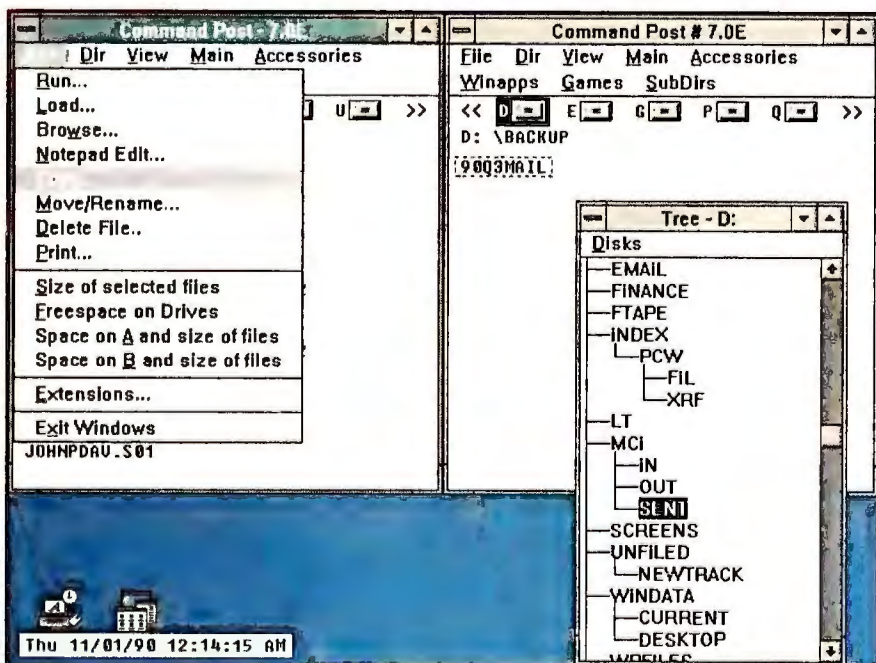 Command Post - 7.0E
Dir View Main Accessories
Run...
Load...
Browse...
Notepad Edit...
Move/Rename...
Delete File..
Print...
Size of selected files
Freespace on Drives
Space on A and size of files
Space on B and size of files
Extensions...
Exit Windows
U >>
JOHNPDAV.S01
Command Post # 7.0E
File Dir View Main Accessories
Winapps Games SubDirs
<< D E G P Q >>
D: \BACKUP
90Q3MAIL
Tree - D:
Disks
EMAIL
FINANCE
FTAPE
INDEX
PCW
FIL
XRF
LT
MCI
IN
OUT
SENT
SCREENS
UNFILED
NEWTRACK
WINDATA
CURRENT
DESKTOP
WPFILES
Thu 11/01/90 12:14:15 AM